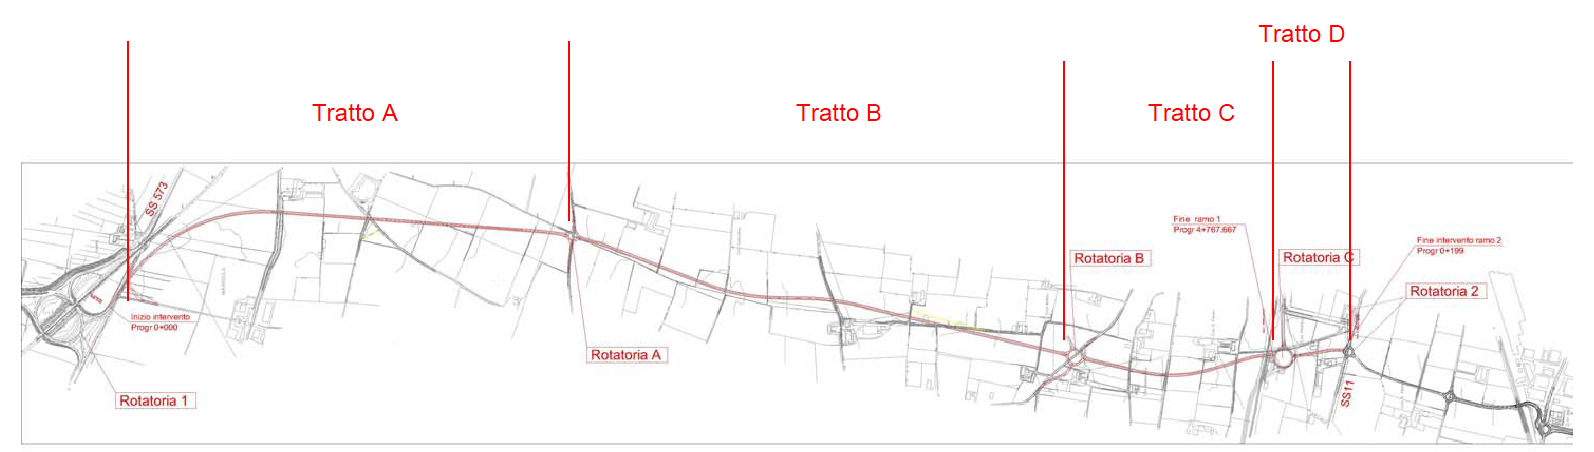 Tratto D
Tratto A
Tratto B
Tratto C
SS 573
Fine ramo 1
Progr 4+767.667
Fine intervento ramo 2
Progr 0+199
Rotatoria B
Rotatoria C
Rotatoria 2
Inizio intervento
Progr 0+000
Rotatoria A
SS11
Rotatoria 1